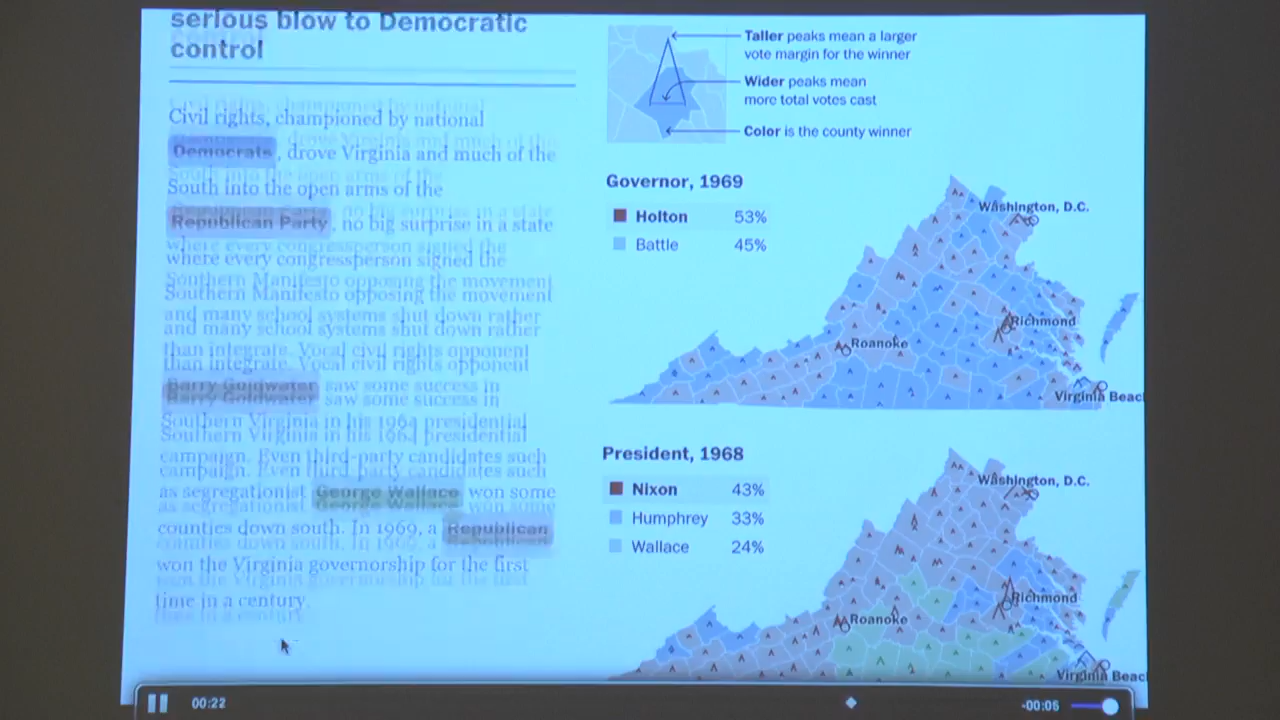 serious blow to Democratic
control
Civil rights, championed by national
Democrats, drove Virginia and much of the
South into the open arms of the
Republican Party, no big surprise in a state
where every congressperson signed the
Southern Manifesto opposing the movement
and many school systems shut down rather
than integrate. Vocal civil rights opponent
Barry Goldwater saw some success in
Southern Virginia in his 1964 presidential
campaign. Even third-party candidates such
as segregationist George Wallace won some
counties down south. In 1969, a Republican
won the Virginia governorship for the first
time in a century.
Taller peaks mean a larger
vote margin for the winner
Wider peaks mean
more total votes cast
Color is the county winner
Governor, 1969
Holton 53%
Battle 45%
Washington, D.C.
Richmond
Roanoke
Virginia Beac
President, 1968
Nixon 43%
Humphrey 33%
Wallace 24%
Washington, D.C.
Richmond
Roanoke
Virginia Beac
00:22
-00:05